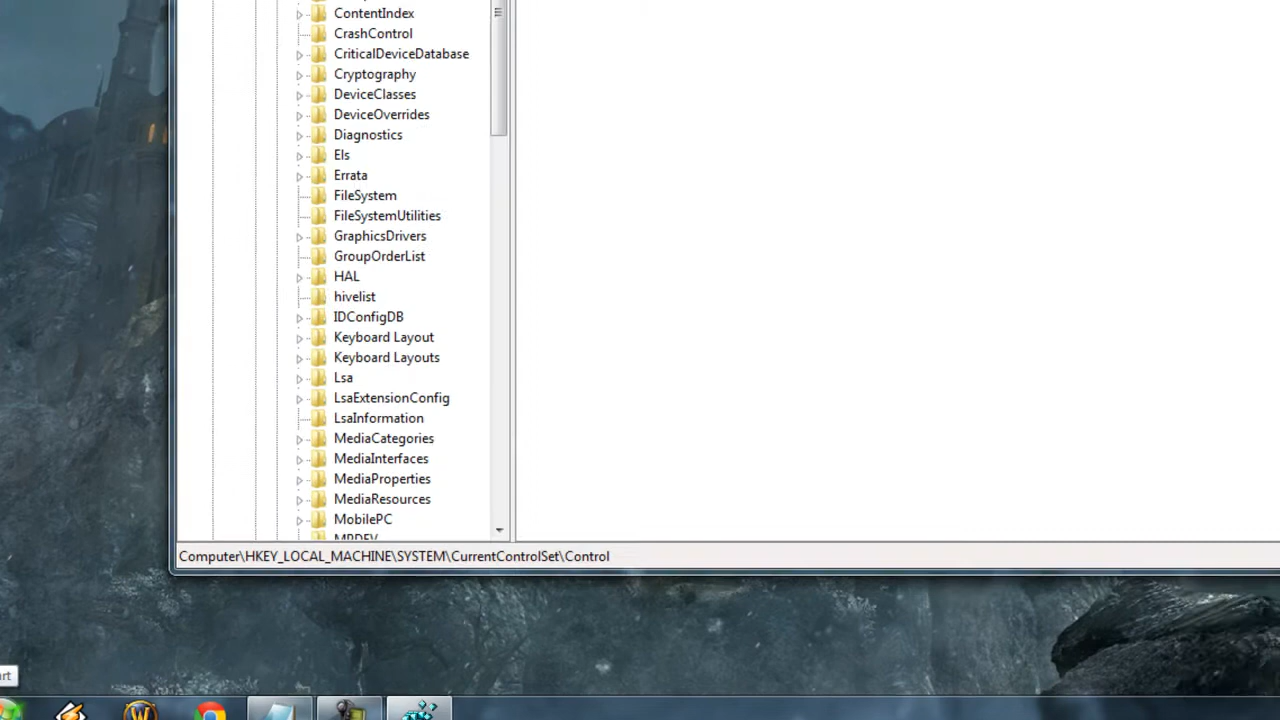 ContentIndex
CrashControl
CriticalDeviceDatabase
Cryptography
DeviceClasses
DeviceOverrides
Diagnostics
Els
Errata
FileSystem
FileSystemUtilities
GraphicsDrivers
GroupOrderList
HAL
hivelist
IDConfigDB
Keyboard Layout
Keyboard Layouts
Lsa
LsaExtensionConfig
LsaInformation
MediaCategories
MediaInterfaces
MediaProperties
MediaResources
MobilePC
Computer\HKEY_LOCAL_MACHINE\SYSTEM\CurrentControlSet\Control